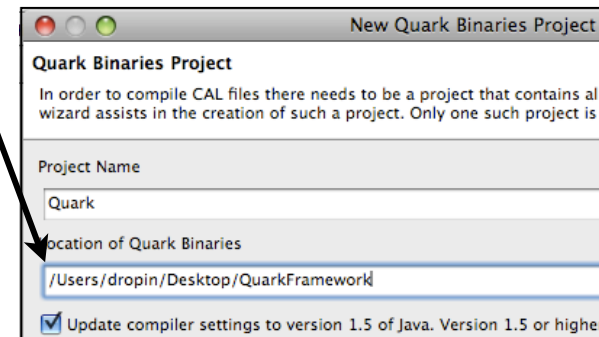 New Quark Binaries Project
Quark Binaries Project
In order to compile CAL files there needs to be a project that contains al
wizard assists in the creation of such a project. Only one such project is
Project Name
Quark
ocation of Quark Binaries
/Users/dropin/Desktop/QuarkFramework
Update compiler settings to version 1.5 of Java. Version 1.5 or highe